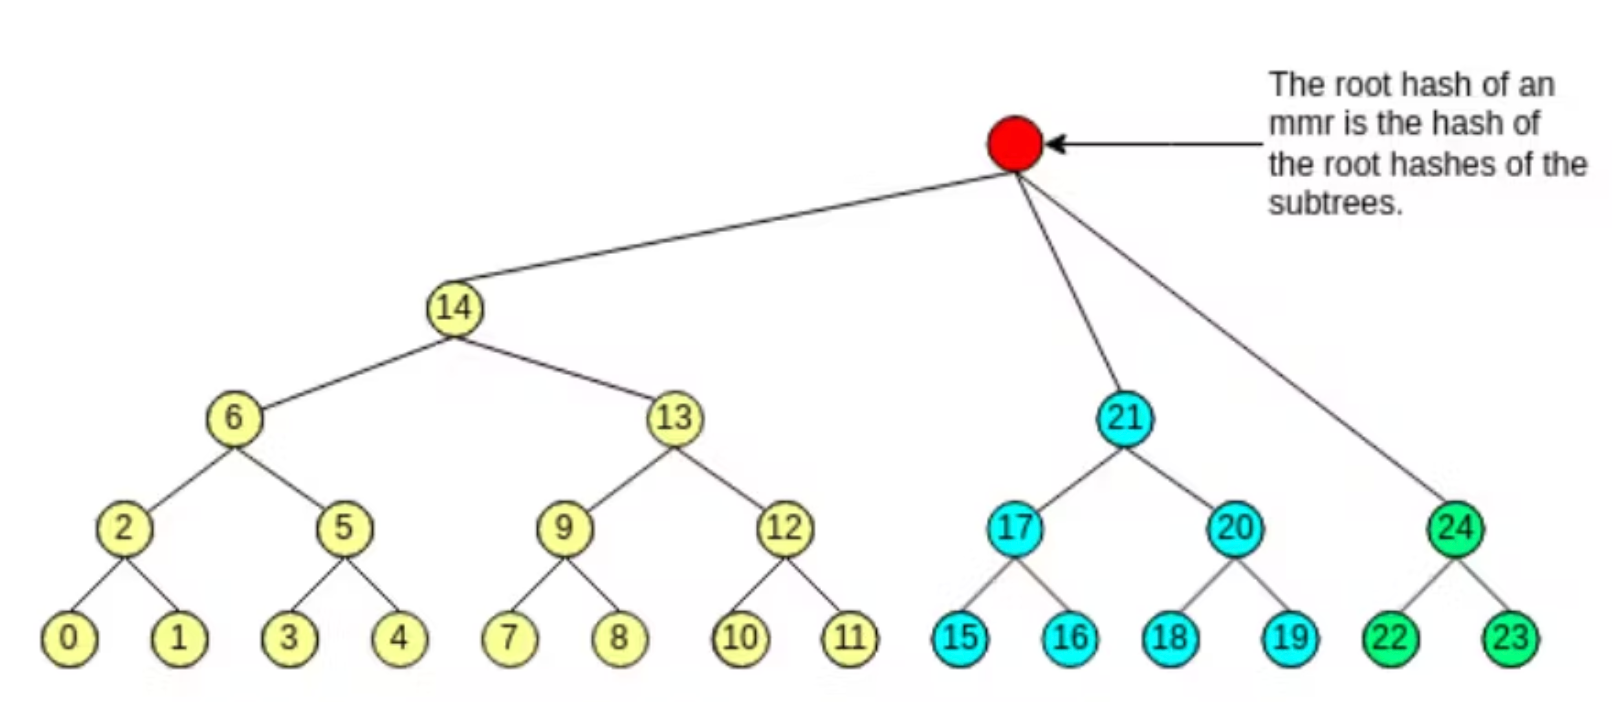 The root hash of an
mmr is the hash of
the root hashes of the
subtrees.
14
6 13 21
2 5 9 12 17 20 24
0 1 3 4 7 8 10 11 15 16 18 19 22 23